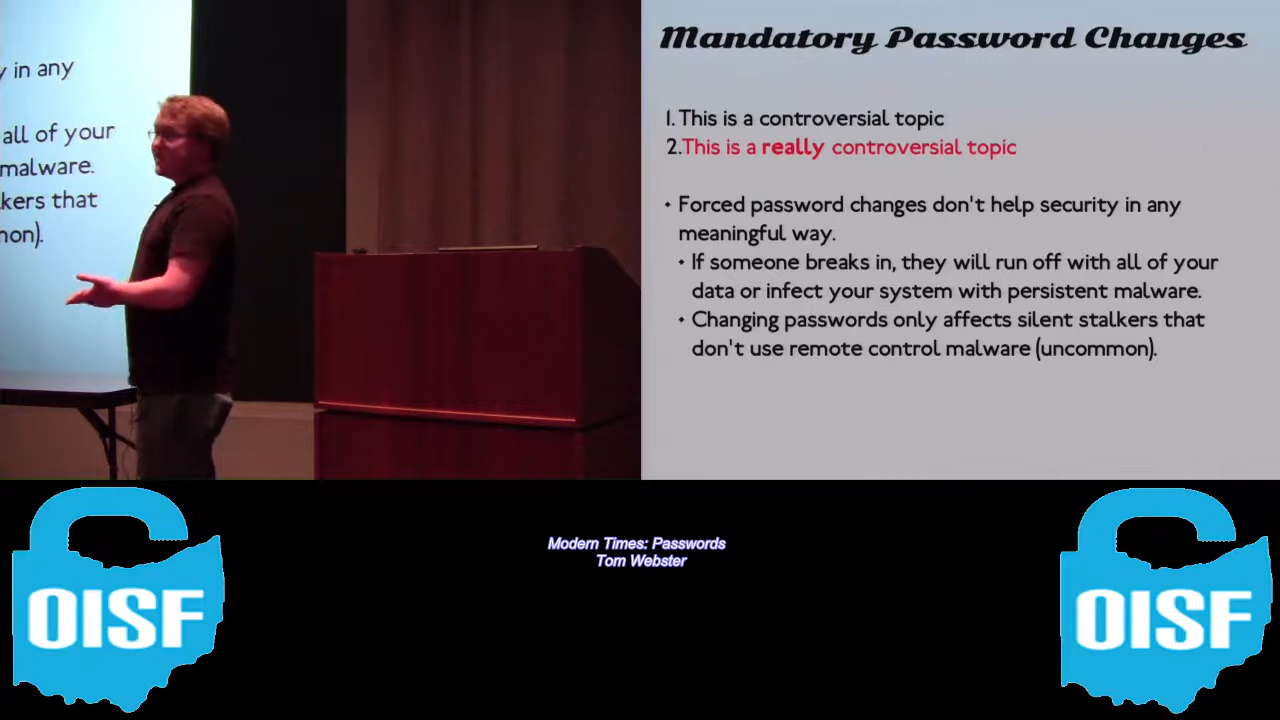 y in any
all of your
malware.
kers that
non).
Mandatory Password Changes
1. This is a controversial topic
2.This is a really controversial topic
• Forced password changes don't help security in any
meaningful way.
• If someone breaks in, they will run off with all of your
data or infect your system with persistent malware.
• Changing passwords only affects silent stalkers that
don't use remote control malware (uncommon).
Modern Times: Passwords
Tom Webster
OISF
OISF